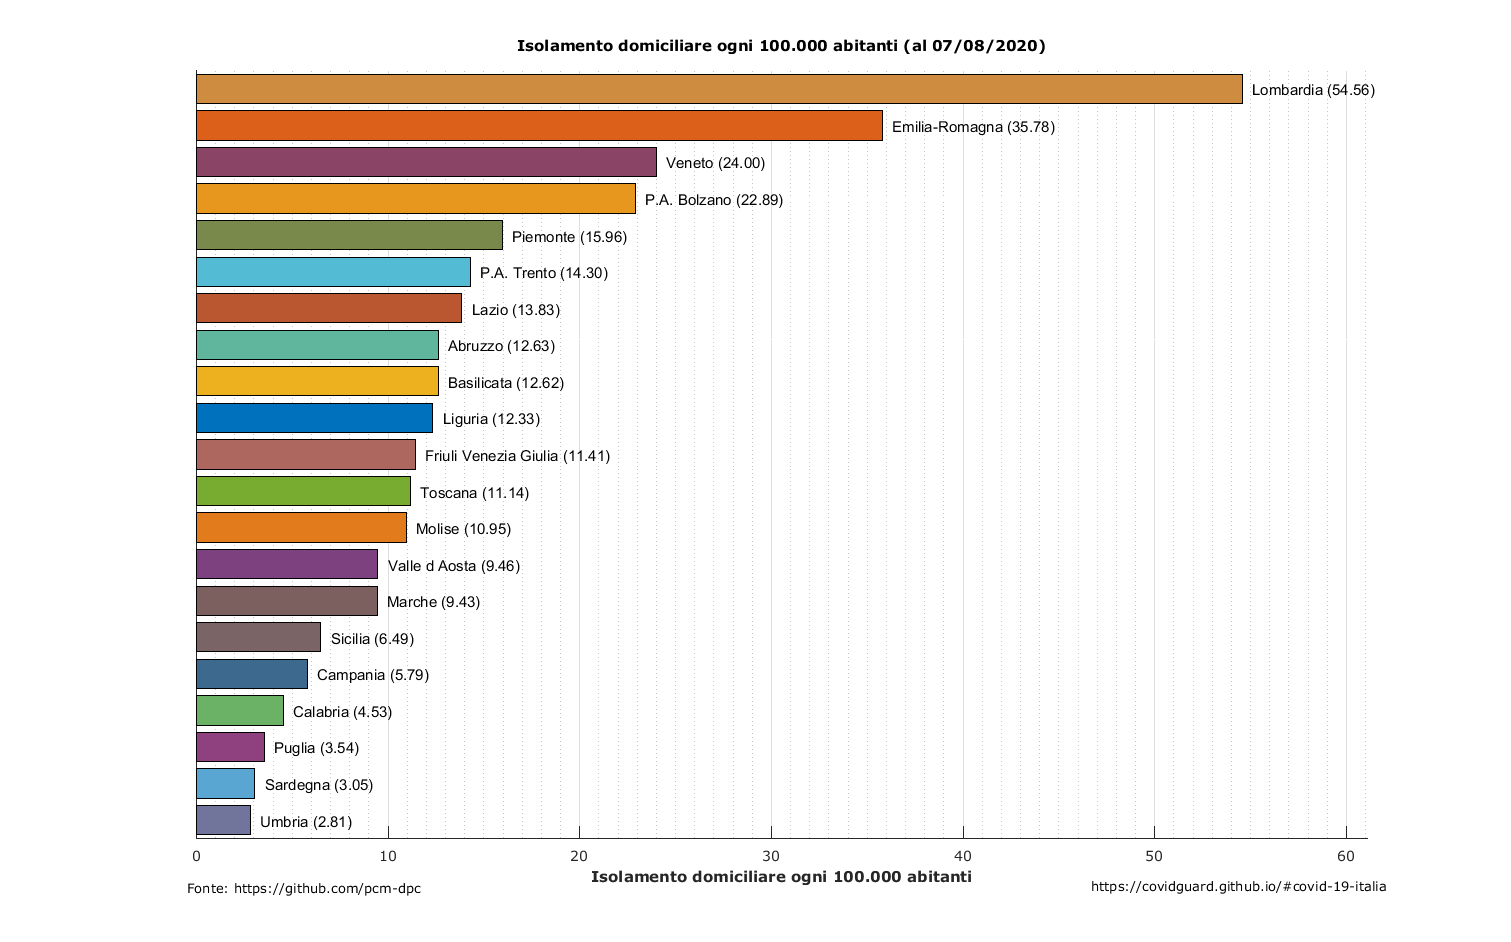 Isolamento domiciliare ogni 100.000 abitanti (al 07/08/2020)
Lombardia (54.56)
Emilia-Romagna (35.78)
Veneto (24.00)
P.A. Bolzano (22.89)
Piemonte (15.96)
P.A. Trento (14.30)
Lazio (13.83)
Abruzzo (12.63)
Basilicata (12.62)
Liguria (12.33)
Friuli Venezia Giulia (11.41)
Toscana (11.14)
Molise (10.95)
Valle d Aosta (9.46)
Marche (9.43)
Sicilia (6.49)
Campania (5.79)
Calabria (4.53)
Puglia (3.54)
Sardegna (3.05)
Umbria (2.81)
0 10 20 30 40 50 60
Isolamento domiciliare ogni 100.000 abitanti
Fonte: https://github.com/pcm-dpc
https://covidguard.github.io/#covid-19-italia